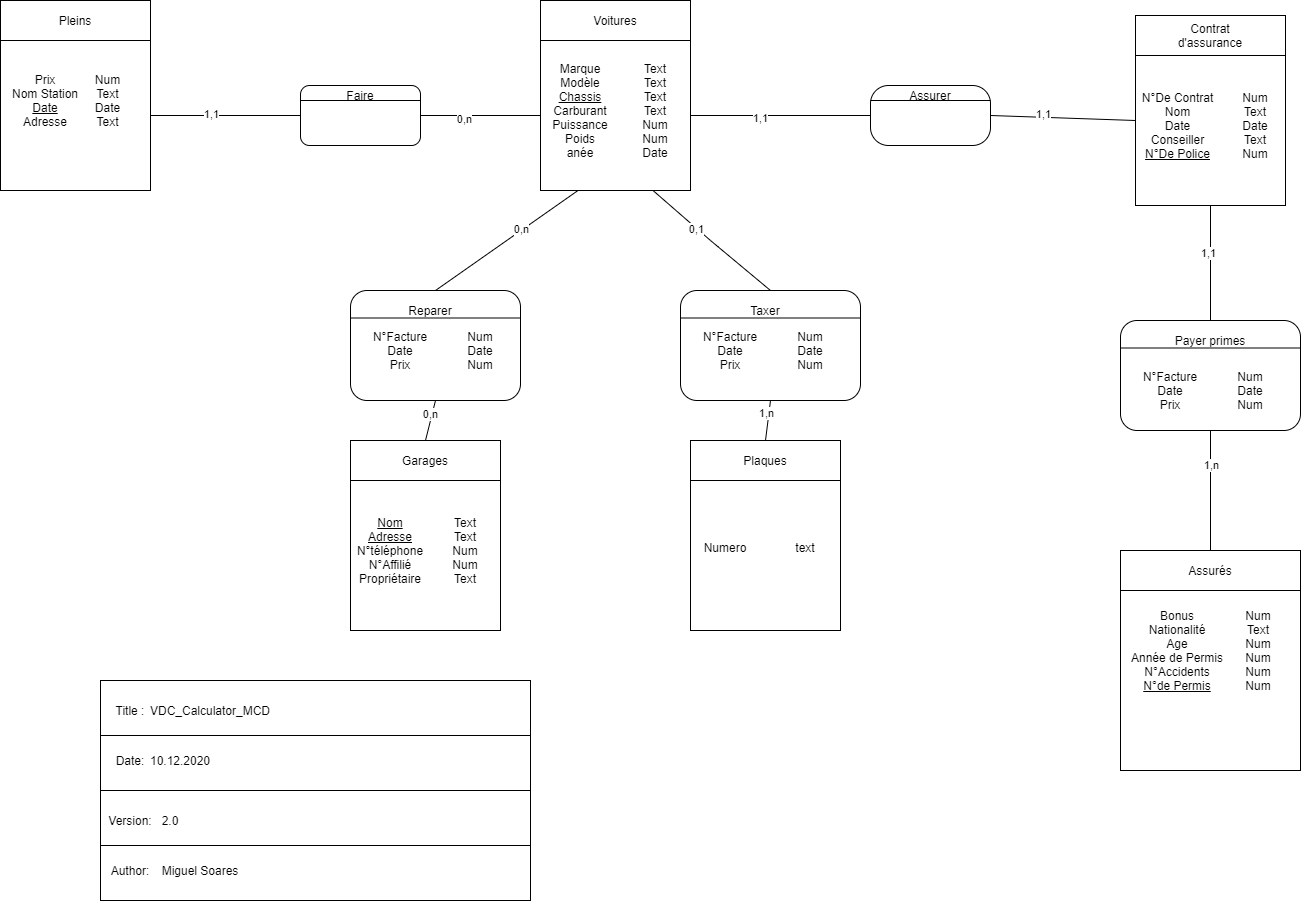 Pleins
Prix Num
Nom Station Text
Date Date
Adresse Text
1,1
Faire
0,n
Voitures
Marque Text
Modèle Text
Chassis Text
Carburant Text
Puissance Num
Poids Num
anée Date
1,1
Assurer
1,1
Contrat
d'assurance
N°De Contrat Num
Nom Text
Date Date
Conseiller Text
N°De Police Num
0,n
0,1
1,1
Reparer
N°Facture Num
Date Date
Prix Num
Taxer
N°Facture Num
Date Date
Prix Num
Payer primes
N°Facture Num
Date Date
Prix Num
0,n
1,n
1,n
Garages
Nom Text
Adresse Text
N°téléphone Num
N°Affilié Num
Propriétaire Text
Plaques
Numero text
Assurés
Bonus Num
Nationalité Text
Age Num
Année de Permis Num
N°Accidents Num
N°de Permis Num
Title : VDC_Calculator_MCD
Date: 10.12.2020
Version: 2.0
Author: Miguel Soares